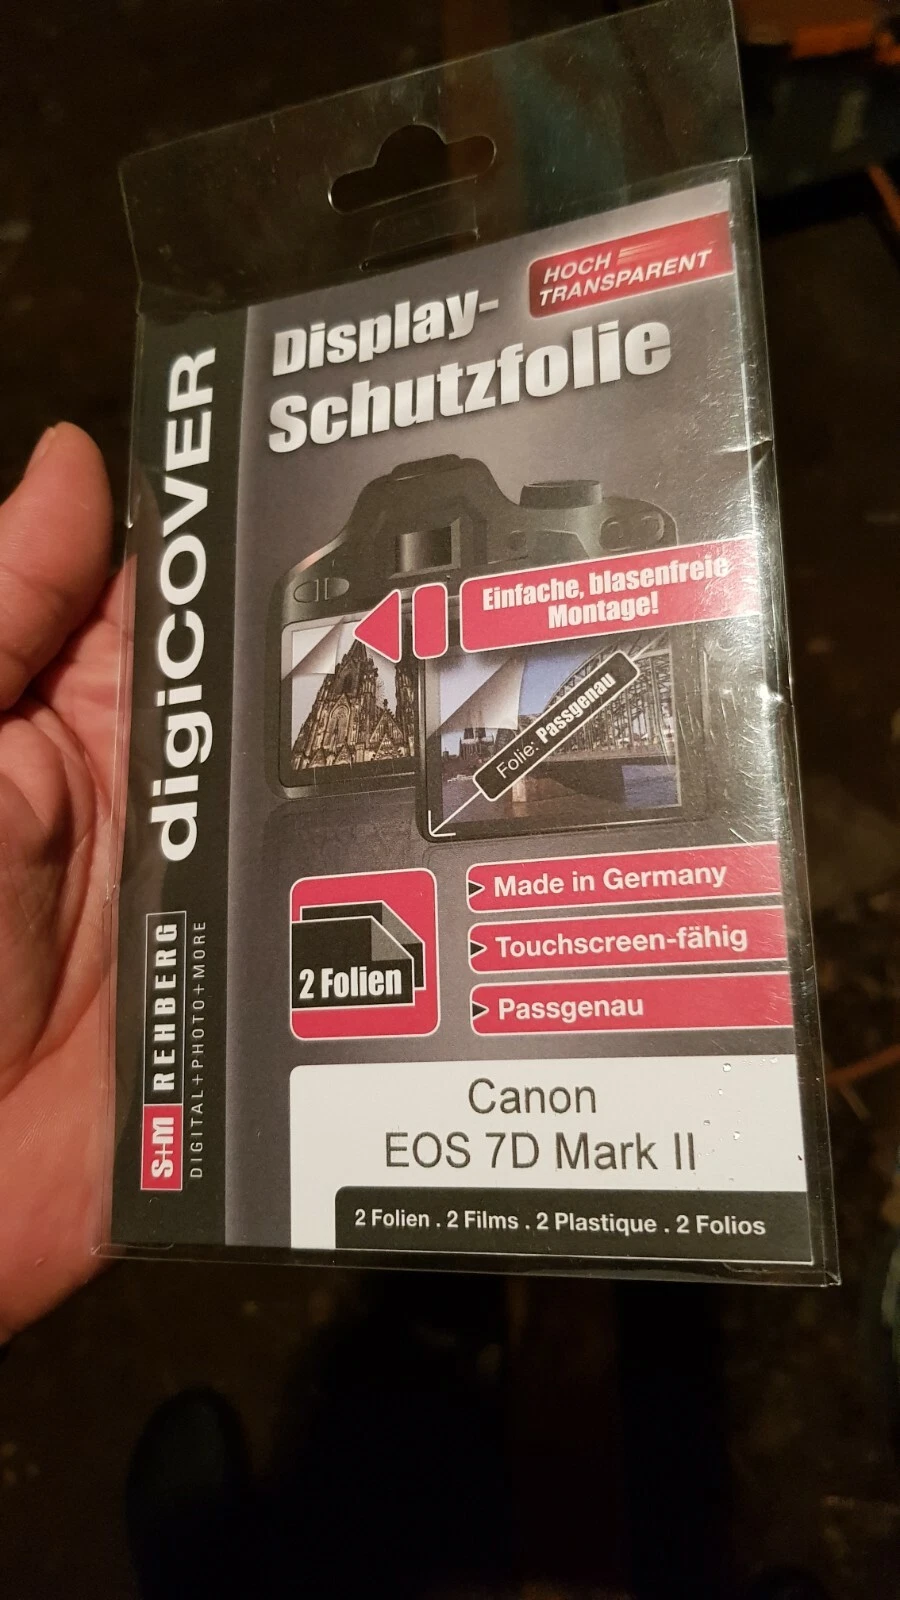 HOCH
TRANSPARENT
Display-
Schutzfolie
digiCOVER
Einfache, blasenfreie
Montage!
Folie: Passgenau
2 Folien
Made in Germany
Touchscreen-fähig
Passgenau
S+M REHBERG
DIGITAL+PHOTO+MORE
Canon
EOS 7D Mark II
2 Folien . 2 Films . 2 Plastique . 2 Folios